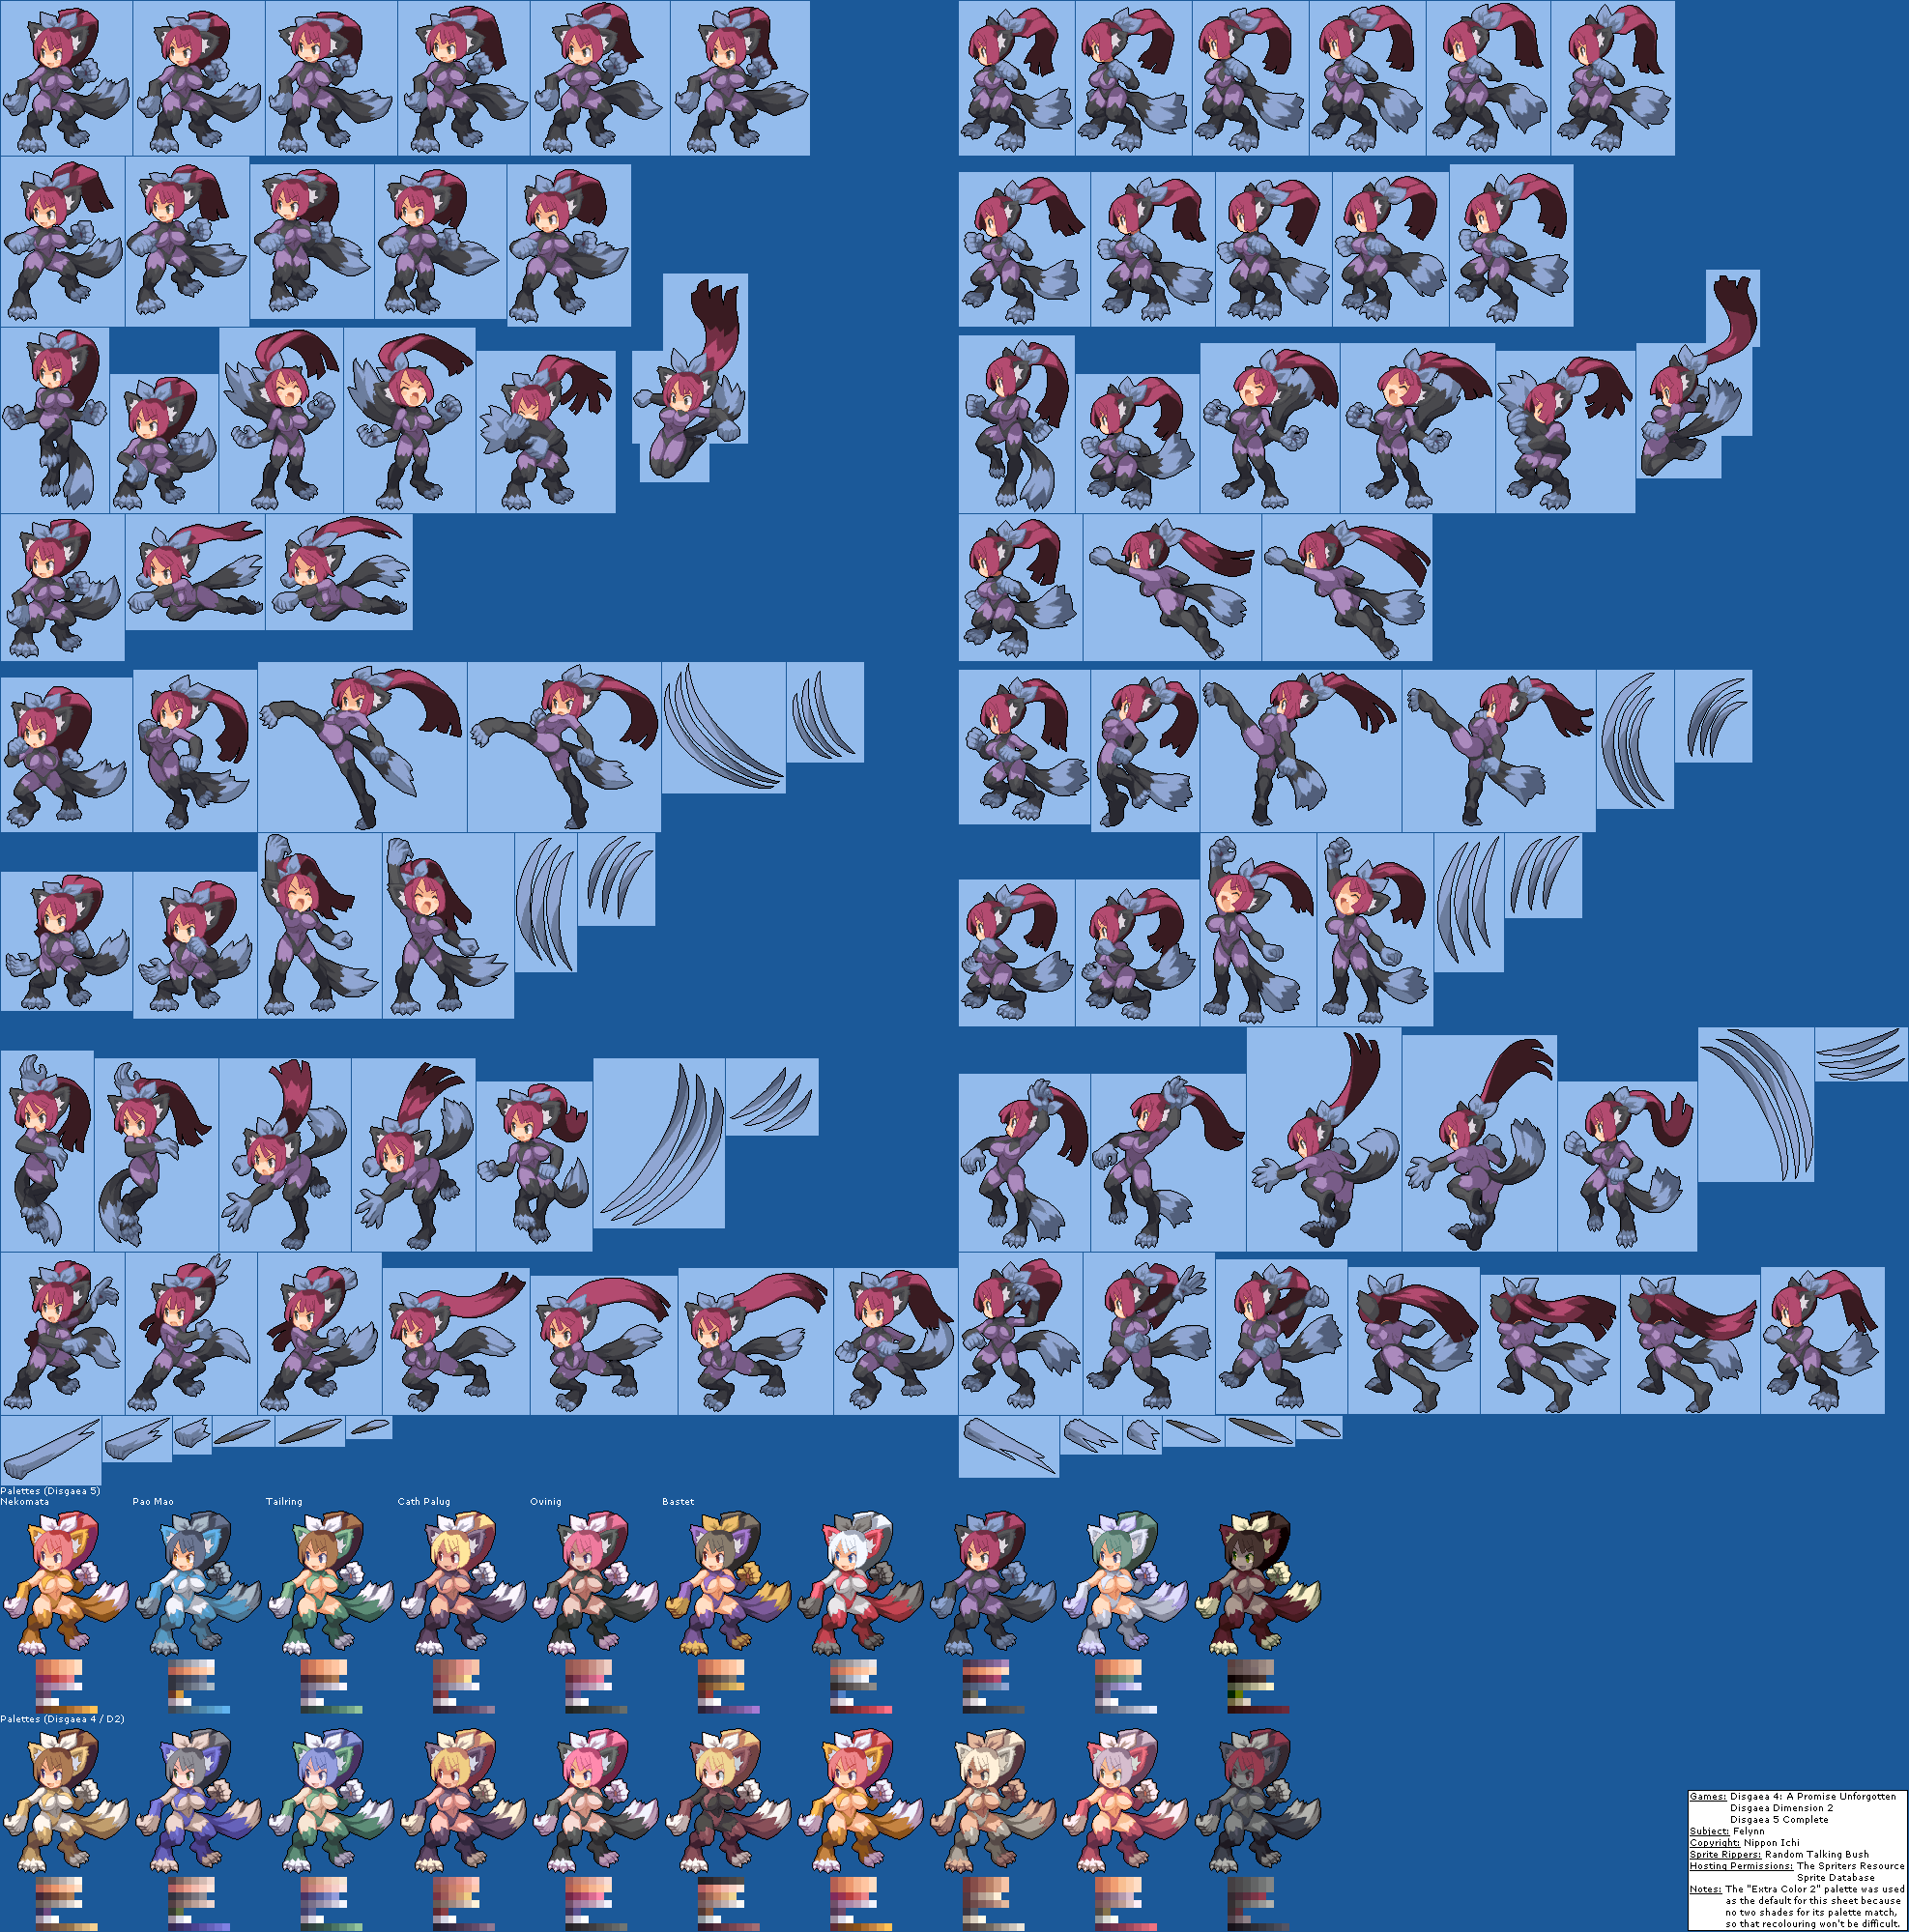 Palettes (Disgaea 5)
Nekomata
Pao Mao
Tailring
Cath Palug
Ovinig
Bastet
Palettes (Disgaea 4 / D2)
Games: Disgaea 4: A Promise Unforgotten
Disgaea Dimension 2
Disgaea 5 Complete
Subject: Felynn
Copyright: Nippon Ichi
Sprite Rippers: Random Talking Bush
Hosting Permissions: The Spriters Resource
Sprite Database
Notes: The "Extra Color 2" palette was used
as the default for this sheet because
no two shades for its palette match,
so that recolouring won't be difficult.